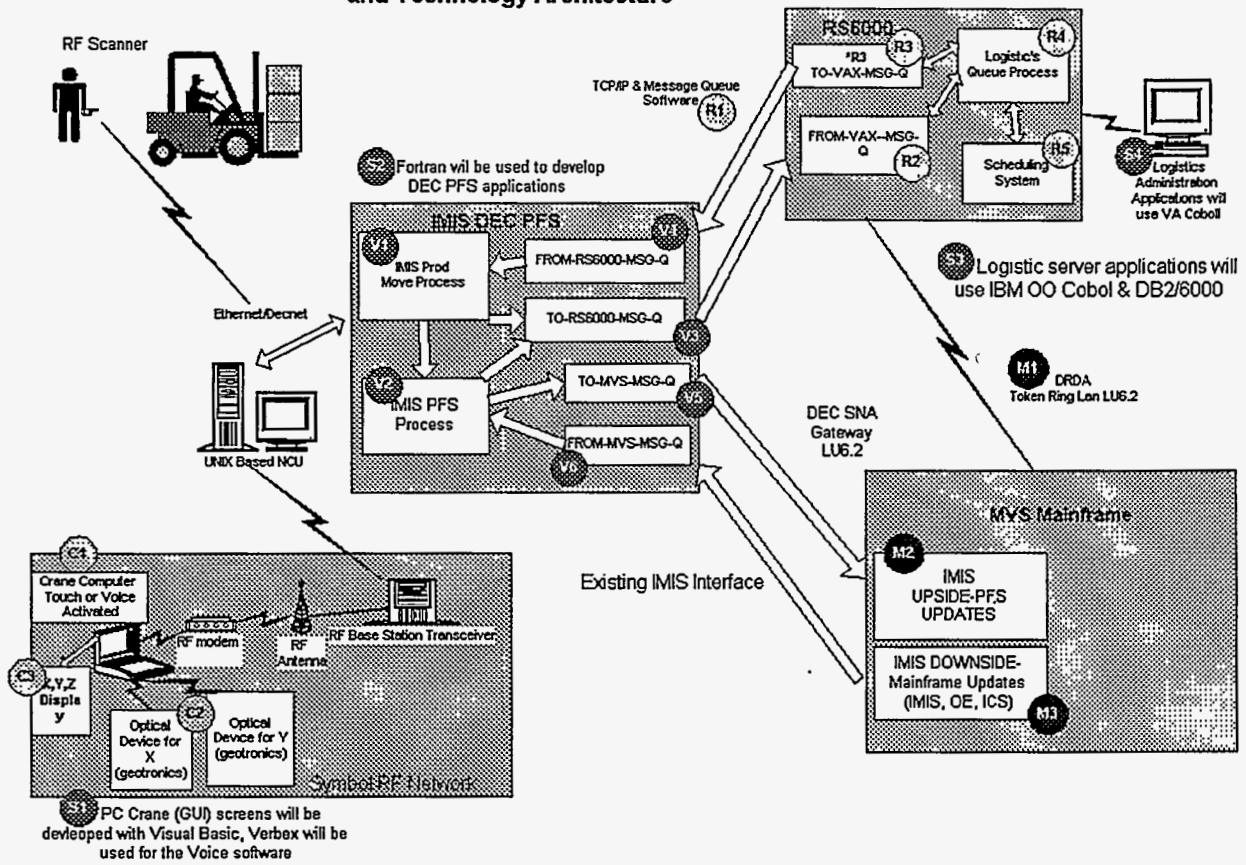 and Technology Architecture
RF Scanner
RS6000
R4
R3
*R3
TO-VAX-MSG-Q
Logistic's
Queue Process
TCP/IP & Message Queue
Software
R1
FROM-VAX--MSG-
Q
R2
R5
Scheduling
System
S4
Logistics
Administration
Applications will
use VA Coboll
S2
Fortran will be used to develop
DEC PFS applications
IMIS DEC PFS
V1
V4
IMIS Prod
Move Process
FROM-RS6000-MSG-Q
S3
Logistic server applications will
use IBM OO Cobol & DB2/6000
Ethernet/Decnet
TO-RS6000-MSG-Q
V3
V2
IMIS PFS
Process
TO-MVS-MSG-Q
V5
M1
DRDA
Token Ring Lan LU6.2
DEC SNA
Gateway
LU6.2
FROM-MVS-MSG-Q
V6
UNIX Based NCU
MVS Mainframe
M2
IMIS
UPSIDE-PFS
UPDATES
Existing IMIS Interface
C1
Crane Computer
Touch or Voice
Activated
RF modem
RF
Antenna
RF Base Station Transceiver
IMIS DOWNSIDE-
Mainframe Updates
(IMIS, OE, ICS)
M3
C3
X,Y,Z
Displa
y
C2
Optical
Device for
X
(geotronics)
Optical
Device for Y
(geotronics)
Symbol RF Network
S1
PC Crane (GUI) screens will be
devleoped with Visual Basic, Verbex will be
used for the Voice software